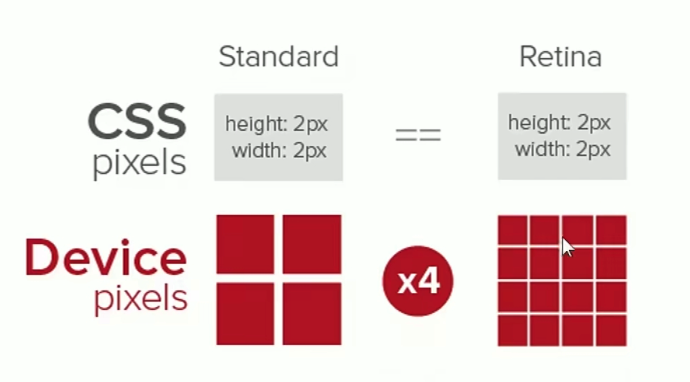 Standard
Retina
CSS
pixels
height: 2px
width: 2px
==
height: 2px
width: 2px
Device
pixels
x4